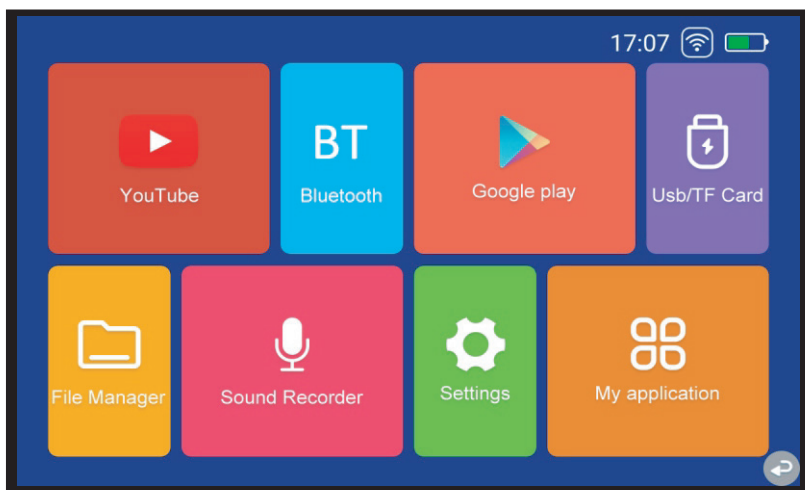 17:07
YouTube
BT
Bluetooth
Google play
Usb/TF Card
File Manager
Sound Recorder
Settings
My application